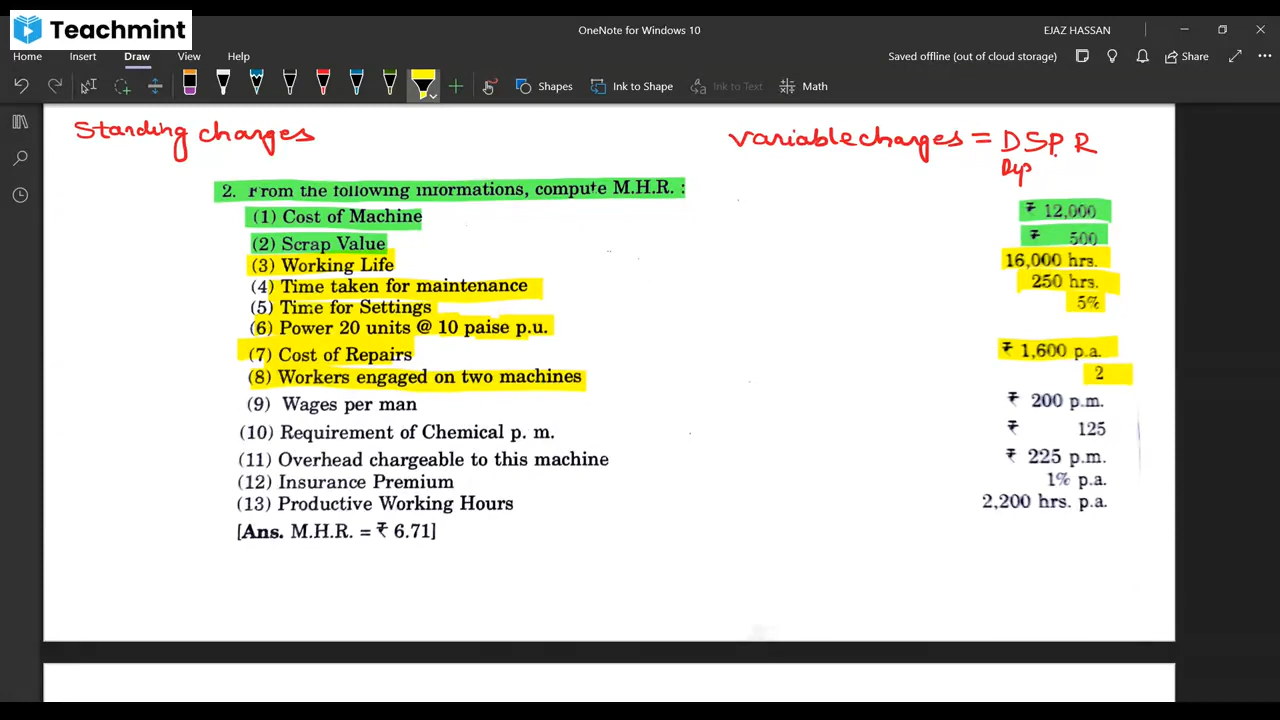 Teachmint
OneNote for Windows 10
EJAZ HASSAN
Home Insert Draw View Help
Saved offline (out of cloud storage) Share
Shapes Ink to Shape Ink to Text Math
Standing charges
variable charges = D S P. R
Dep
2. From the following informations, compute M.H.R. :
(1) Cost of Machine ₹ 12,000
(2) Scrap Value ₹ 500
(3) Working Life 16,000 hrs.
(4) Time taken for maintenance 250 hrs.
(5) Time for Settings 5%
(6) Power 20 units @ 10 paise p.u.
(7) Cost of Repairs ₹ 1,600 p.a.
(8) Workers engaged on two machines 2
(9) Wages per man ₹ 200 p.m.
(10) Requirement of Chemical p. m. ₹ 125
(11) Overhead chargeable to this machine ₹ 225 p.m.
(12) Insurance Premium 1% p.a.
(13) Productive Working Hours 2,200 hrs. p.a.
[Ans. M.H.R. = ₹ 6.71]